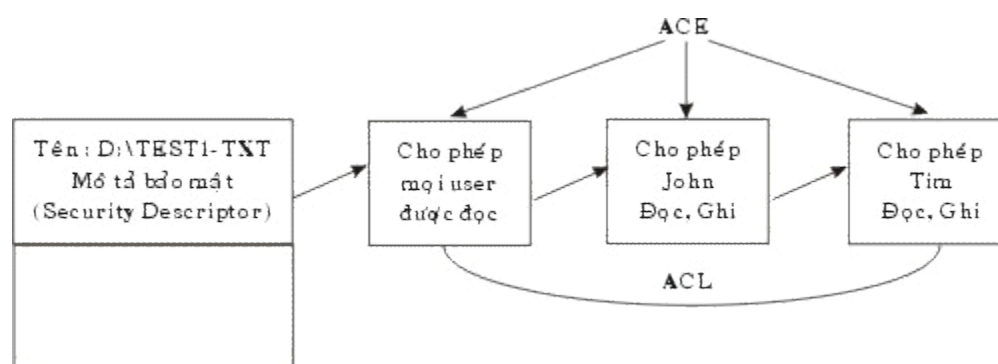 ACE
Tên: D:\TEST1-TXT
Mô tả bảo mật
(Security Descriptor)
Cho phép
mọi user
được đọc
Cho phép
John
Đọc, Ghi
Cho phép
Tim
Đọc, Ghi
ACL